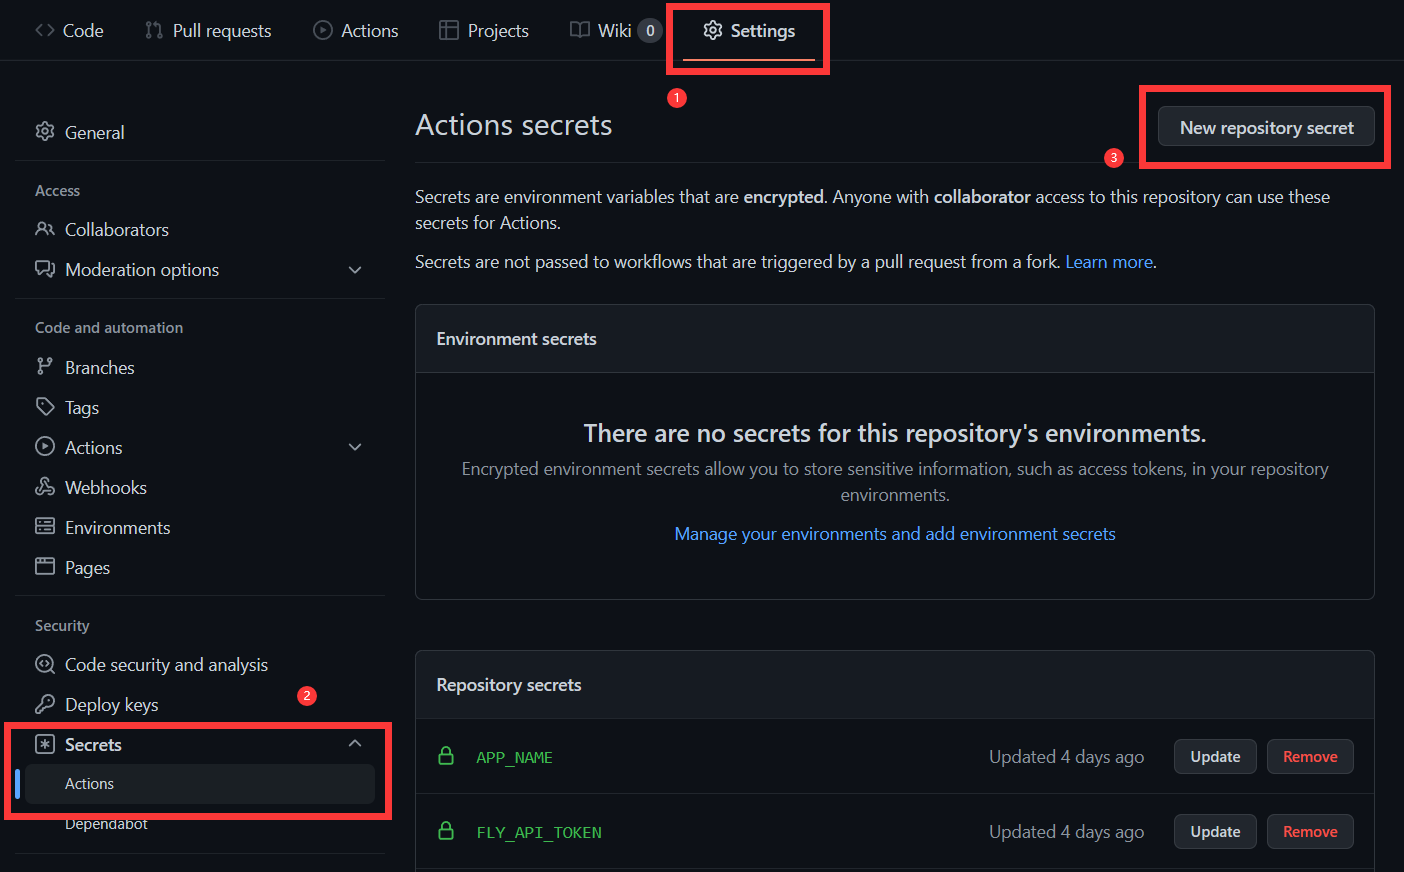 Code Pull requests Actions Projects Wiki 0 Settings
1
General
Access
Collaborators
Moderation options
Code and automation
Branches
Tags
Actions
Webhooks
Environments
Pages
Security
Code security and analysis
2
Deploy keys
Secrets
Actions
Dependabot
Actions secrets
New repository secret
3
Secrets are environment variables that are encrypted. Anyone with collaborator access to this repository can use these
secrets for Actions.
Secrets are not passed to workflows that are triggered by a pull request from a fork. Learn more.
Environment secrets
There are no secrets for this repository's environments.
Encrypted environment secrets allow you to store sensitive information, such as access tokens, in your repository
environments.
Manage your environments and add environment secrets
Repository secrets
APP_NAME Updated 4 days ago Update Remove
FLY_API_TOKEN Updated 4 days ago Update Remove